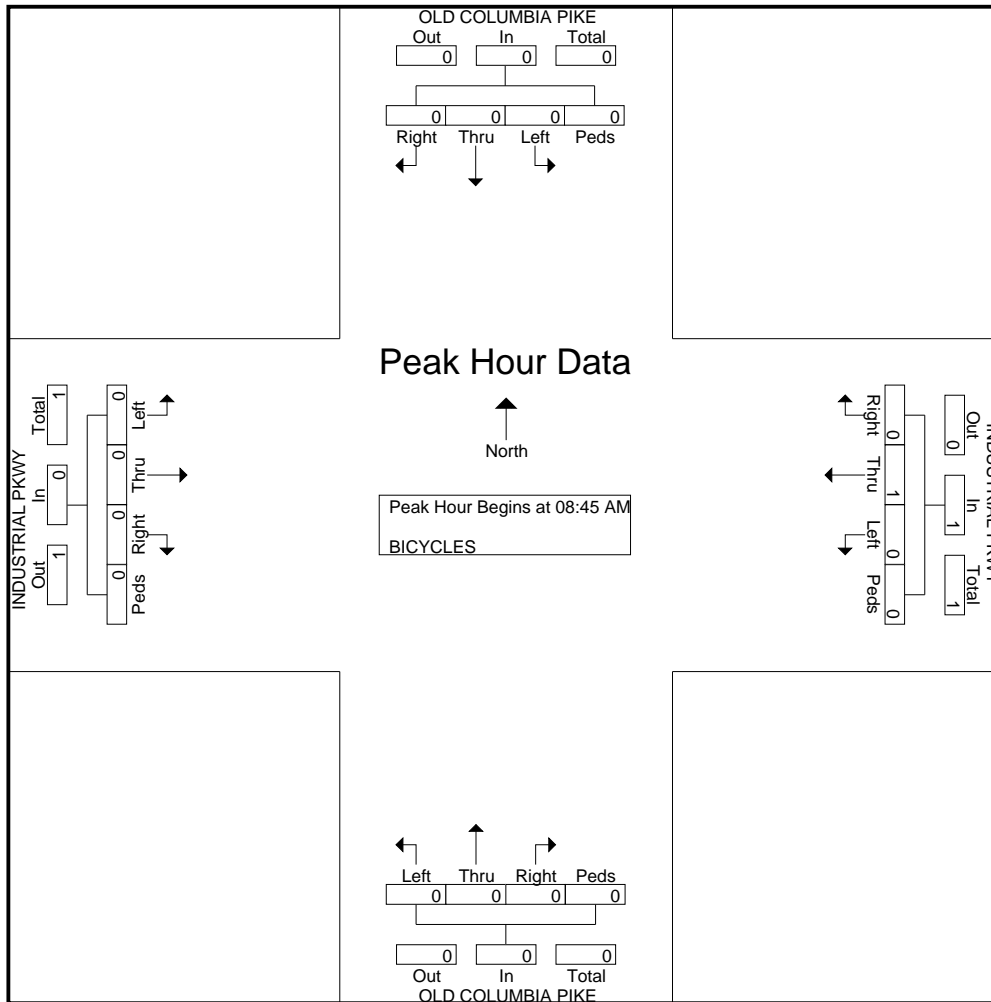 OLD COLUMBIA PIKE
Out In Total
0 0 0
0 0 0 0
Right Thru Left Peds
Peak Hour Data
North
Peak Hour Begins at 08:45 AM
BICYCLES
INDUSTRIAL PKWY
Out In Total
1 0 1
0 0 0 0
Peds Right Thru Left
INDUSTRIAL PKWY
Out In Total
0 1 1
0 1 0 0
Right Thru Left Peds
Left Thru Right Peds
0 0 0 0
0 0 0
Out In Total
OLD COLUMBIA PIKE